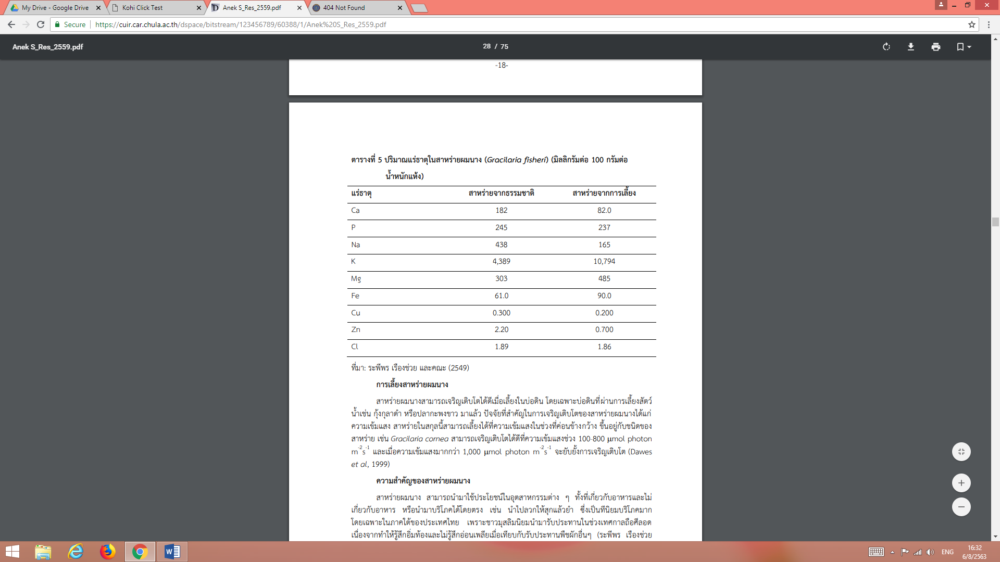 My Drive - Google Drive
Kohi Click Test
Anek S_Res_2559.pdf
404 Not Found
Secure
https://cuir.car.chula.ac.th/dspace/bitstream/123456789/60388/1/Anek%20S_Res_2559.pdf
Anek S_Res_2559.pdf
28 / 75
-18-
ตารางที่ 5 ปริมาณแร่ธาตุในสาหร่ายผมนาง (Gracilaria fisheri) (มิลลิกรัมต่อ 100 กรัมต่อ
น้ำหนักแห้ง)
แร่ธาตุ สาหร่ายจากธรรมชาติ สาหร่ายจากการเลี้ยง
Ca 182 82.0
P 245 237
Na 438 165
K 4,389 10,794
Mg 303 485
Fe 61.0 90.0
Cu 0.300 0.200
Zn 2.20 0.700
Cl 1.89 1.86
ที่มา: ระพีพร เรืองช่วย และคณะ (2549)
การเลี้ยงสาหร่ายผมนาง
สาหร่ายผมนางสามารถเจริญเติบโตได้ดีเมื่อเลี้ยงในบ่อดิน โดยเฉพาะบ่อดินที่ผ่านการเลี้ยงสัตว์
น้ำเช่น กุ้งกุลาดำ หรือปลากะพงขาว มาแล้ว ปัจจัยที่สำคัญในการเจริญเติบโตของสาหร่ายผมนางได้แก่
ความเข้มแสง สาหร่ายในสกุลนี้สามารถเลี้ยงได้ที่ความเข้มแสงในช่วงที่ค่อนข้างกว้าง ขึ้นอยู่กับชนิดของ
สาหร่าย เช่น Gracilaria cornea สามารถเจริญเติบโตได้ดีที่ความเข้มแสงช่วง 100-800 µmol photon
m⁻²s⁻¹ และเมื่อความเข้มแสงมากกว่า 1,000 µmol photon m⁻²s⁻¹ จะยับยั้งการเจริญเติบโต (Dawes
et al, 1999)
ความสำคัญของสาหร่ายผมนาง
สาหร่ายผมนาง สามารถนำมาใช้ประโยชน์ในอุตสาหกรรมต่าง ๆ ทั้งที่เกี่ยวกับอาหารและไม่
เกี่ยวกับอาหาร หรือนำมาบริโภคได้โดยตรง เช่น นำไปลวกให้สุกแล้วยำ ซึ่งเป็นที่นิยมบริโภคมาก
โดยเฉพาะในภาคใต้ของประเทศไทย เพราะชาวมุสลิมนิยมนำมารับประทานในช่วงเทศกาลถือศีลอด
เนื่องจากทำให้รู้สึกอิ่มท้องและไม่รู้สึกอ่อนเพลียเมื่อเทียบกับรับประทานพืชผักอื่นๆ (ระพีพร เรืองช่วย
ENG
16:32
6/8/2563